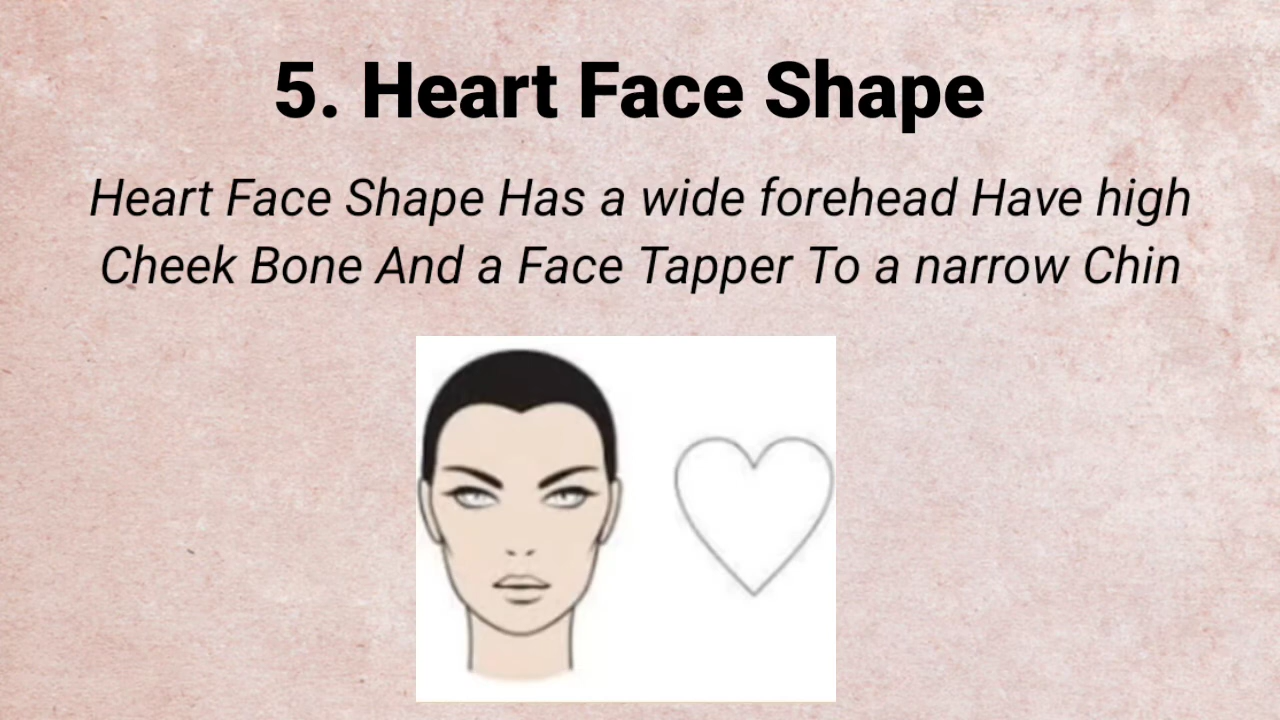 5. Heart Face Shape
Heart Face Shape Has a wide forehead Have high
Cheek Bone And a Face Tapper To a narrow Chin